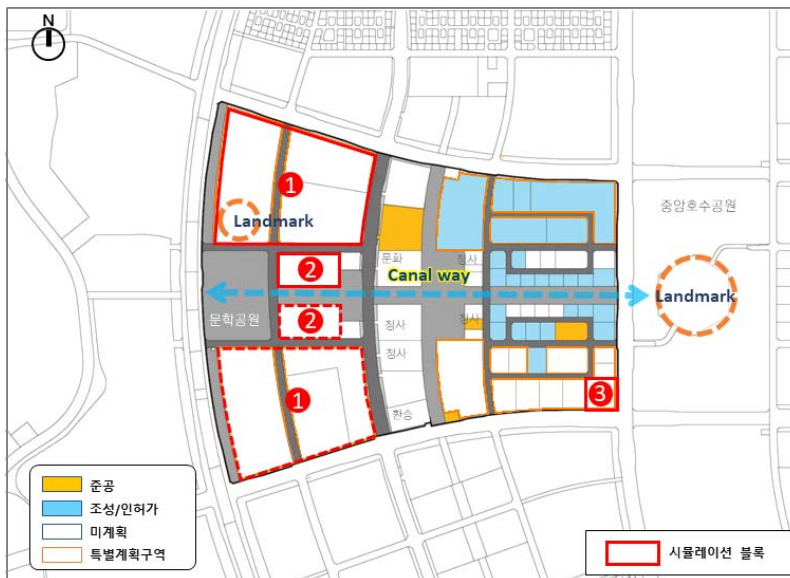 N
1
Landmark
중앙호수공원
2
문화
청사
Canal way
Landmark
문학공원
2
청사
청사
청사
1
3
환승
준공
조성/인허가
미계획
특별계획구역
시뮬레이션 블록